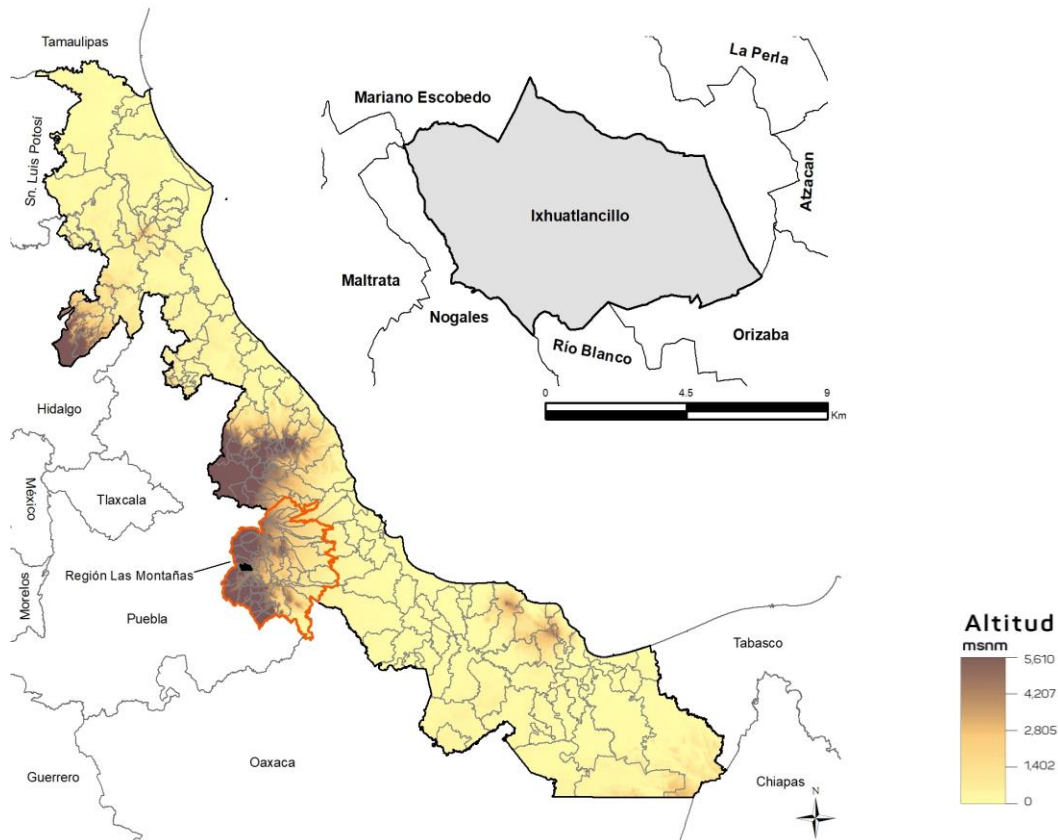 Tamaulipas
Sn. Luis Potosí
Hidalgo
México
Tlaxcala
Morelos
Región Las Montañas
Puebla
Guerrero
Oaxaca
Tabasco
Chiapas
La Perla
Mariano Escobedo
Atzacan
Ixhuatlancillo
Maltrata
Nogales
Río Blanco
Orizaba
0 4.5 9
Km
Altitud
msnm
5,610
4,207
2,805
1402
0
N